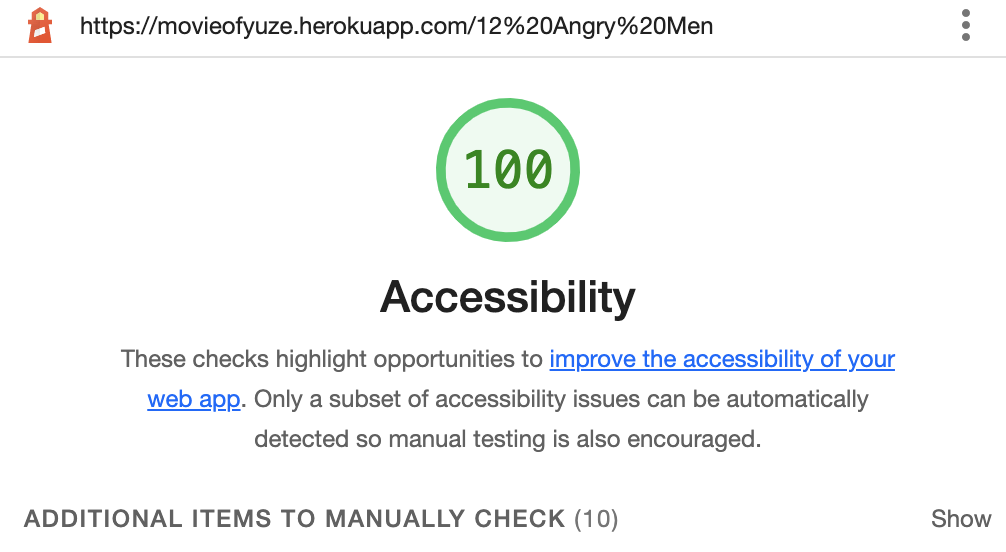 https://movieofyuze.herokuapp.com/12%20Angry%20Men
100
Accessibility
These checks highlight opportunities to improve the accessibility of your
web app. Only a subset of accessibility issues can be automatically
detected so manual testing is also encouraged.
ADDITIONAL ITEMS TO MANUALLY CHECK (10) Show